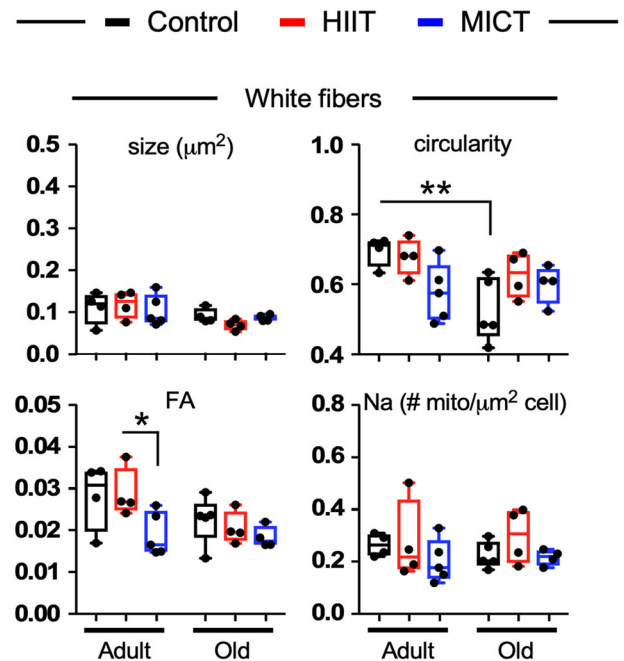 Control HIIT MICT
White fibers
size (μm²)
0.5
0.4
0.3
0.2
0.1
0.0
circularity
1.0
0.8
0.6
0.4
**
FA
0.05
0.04
0.03
0.02
0.01
0.00
*
Na (# mito/μm² cell)
0.8
0.6
0.4
0.2
0.0
Adult Old
Adult Old